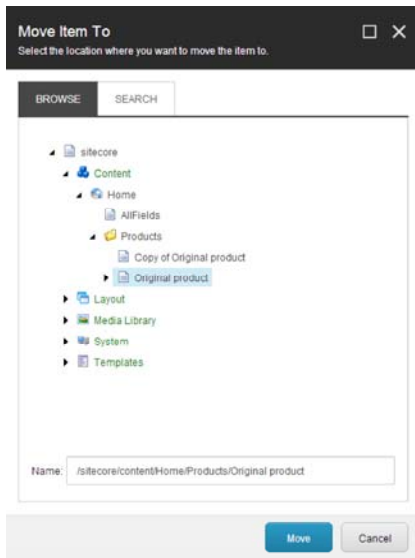 Move Item To
Select the location where you want to move the item to.
BROWSE SEARCH
sitecore
Content
Home
AllFields
Products
Copy of Original product
Original product
Layout
Media Library
System
Templates
Name: /sitecore/content/Home/Products/Original product
Move Cancel